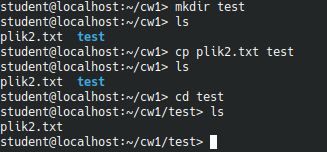 student@localhost:~/cw1> mkdir test
student@localhost:~/cw1> ls
plik2.txt  test
student@localhost:~/cw1> cp plik2.txt test
student@localhost:~/cw1> ls
plik2.txt  test
student@localhost:~/cw1> cd test
student@localhost:~/cw1/test> ls
plik2.txt
student@localhost:~/cw1/test>